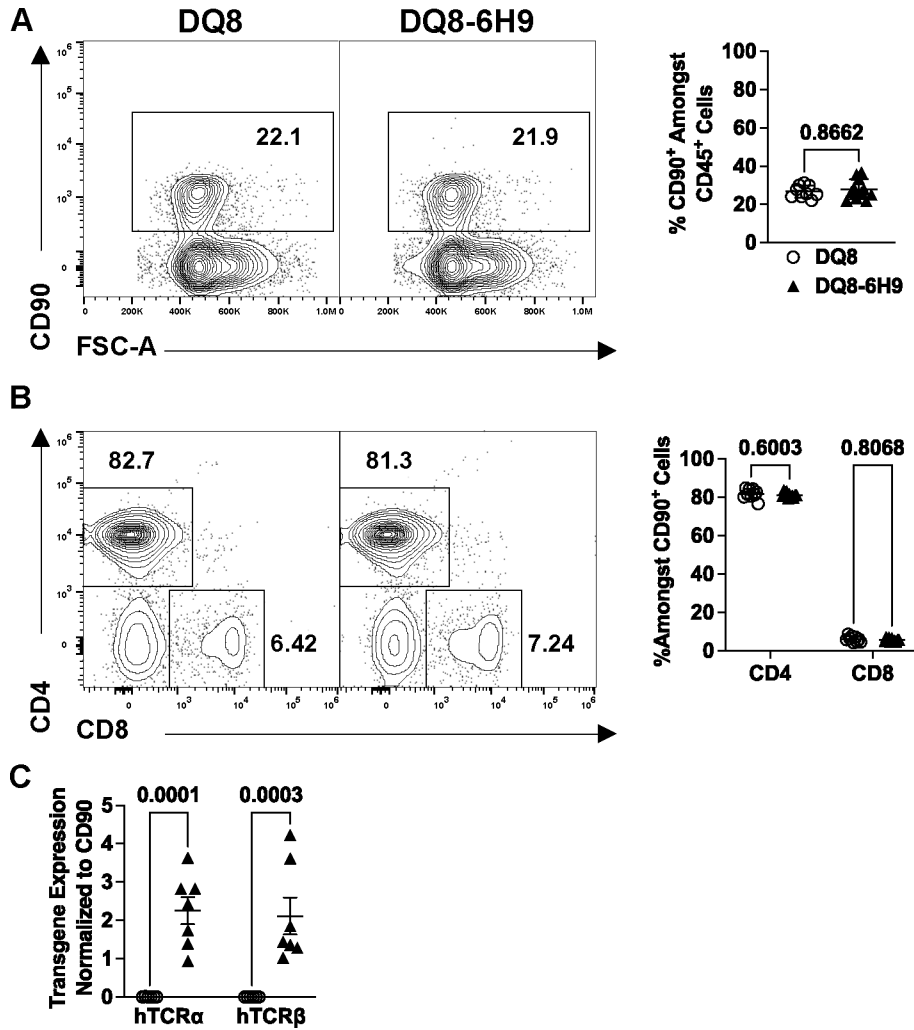 A
DQ8
DQ8-6H9
10⁶
10⁵
10⁴
10³
0
22.1
21.9
0 200K 400K 600K 800K 1.0M
0 200K 400K 600K 800K 1.0M
CD90
FSC-A
% CD90⁺ Amongst
CD45⁺ Cells
100
80
60
40
20
0
0.8662
DQ8
DQ8-6H9
B
10⁶
10⁵
10⁴
10³
0
82.7
81.3
6.42
7.24
0 10³ 10⁴ 10⁵ 10⁶
0 10³ 10⁴ 10⁵ 10⁶
CD4
CD8
%Amongst CD90⁺ Cells
100
80
60
40
20
0
0.6003
0.8068
CD4
CD8
C
Transgene Expression
Normalized to CD90
5
4
3
2
1
0
0.0001
0.0003
hTCRα
hTCRβ